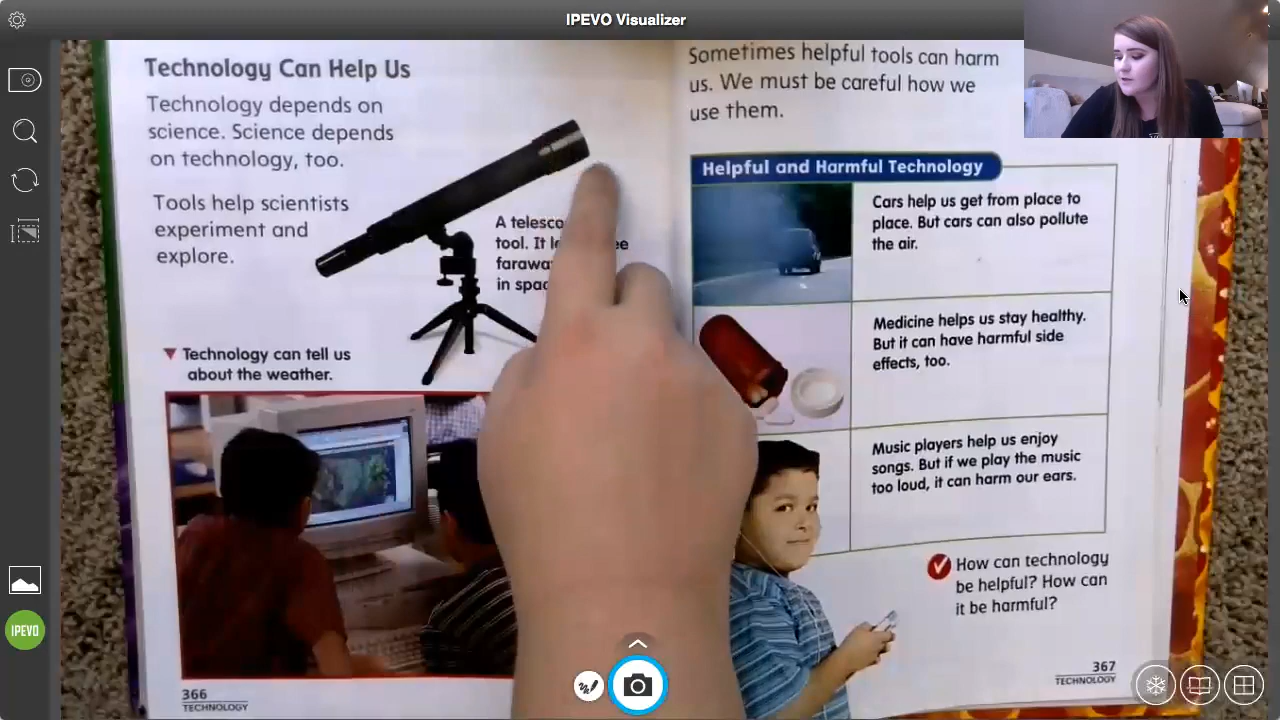 IPEVO Visualizer
Technology Can Help Us
Technology depends on
science. Science depends
on technology, too.
Tools help scientists
experiment and
explore.
A
tool. It
in
Technology can tell us
about the weather.
366
TECHNOLOGY
Sometimes helpful tools can harm
us. We must be careful how we
use them.
Helpful and Harmful Technology
Cars help us get from place to
place. But cars can also pollute
the air.
Medicine helps us stay healthy.
But it can have harmful side
effects, too.
Music players help us enjoy
songs. But if we play the music
too loud, it can harm our ears.
How can technology
be helpful? How can
it be harmful?
367
TECHNOLOGY
IPEVO